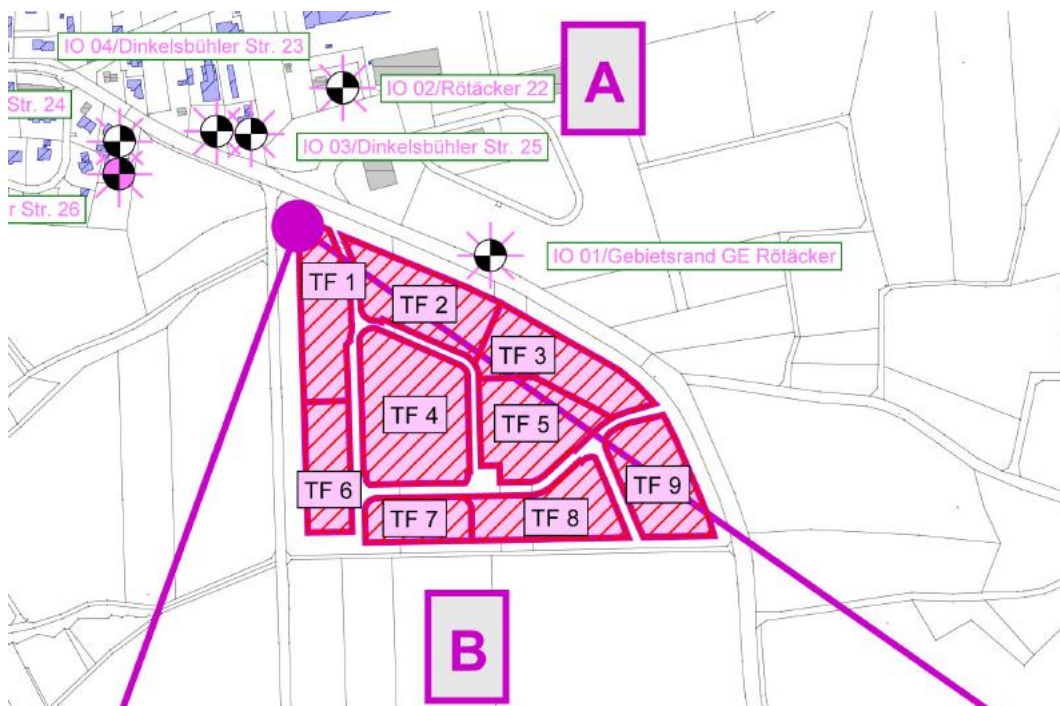 IO 04/Dinkelsbühler Str. 23
A
IO 02/Rötäcker 22
Str. 24
IO 03/Dinkelsbühler Str. 25
r Str. 26
IO 01/Gebietsrand GE Rötäcker
TF 1
TF 2
TF 3
TF 4
TF 5
TF 6
TF 9
TF 7
TF 8
B